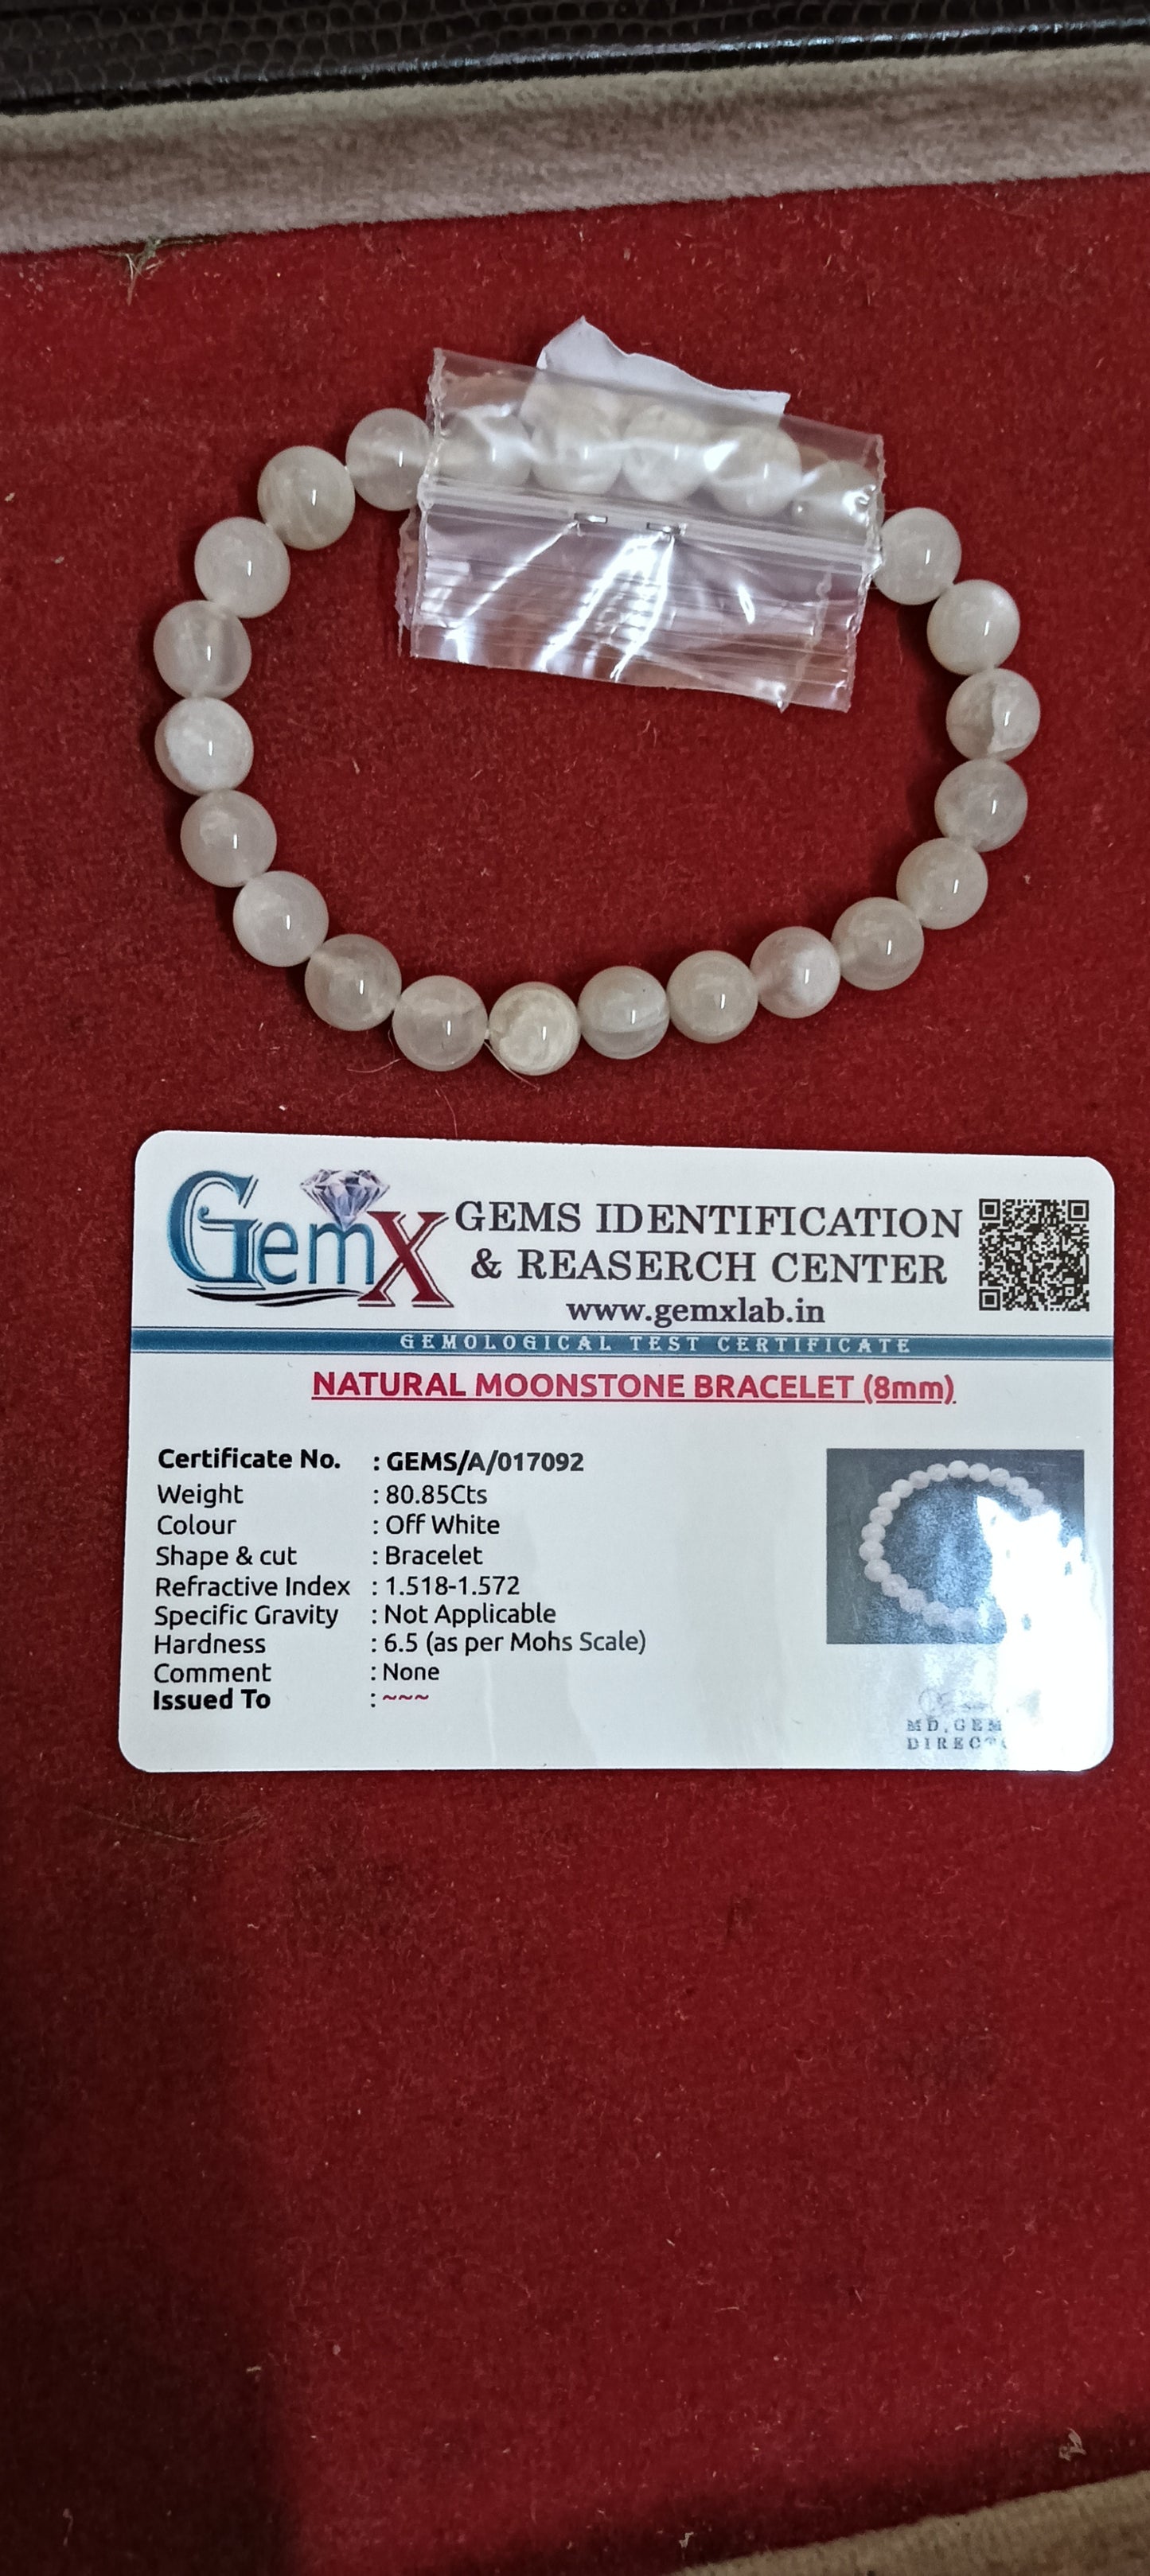 GemX
GEMS IDENTIFICATION
& REASERCH CENTER
www.gemxlab.in
GEMOLOGICAL TEST CERTIFICATE
NATURAL MOONSTONE BRACELET (8mm)
Certificate No. : GEMS/A/017092
Weight : 80.85Cts
Colour : Off White
Shape & cut : Bracelet
Refractive Index : 1.518-1.572
Specific Gravity : Not Applicable
Hardness : 6.5 (as per Mohs Scale)
Comment : None
Issued To : ~~~
MD,GEM